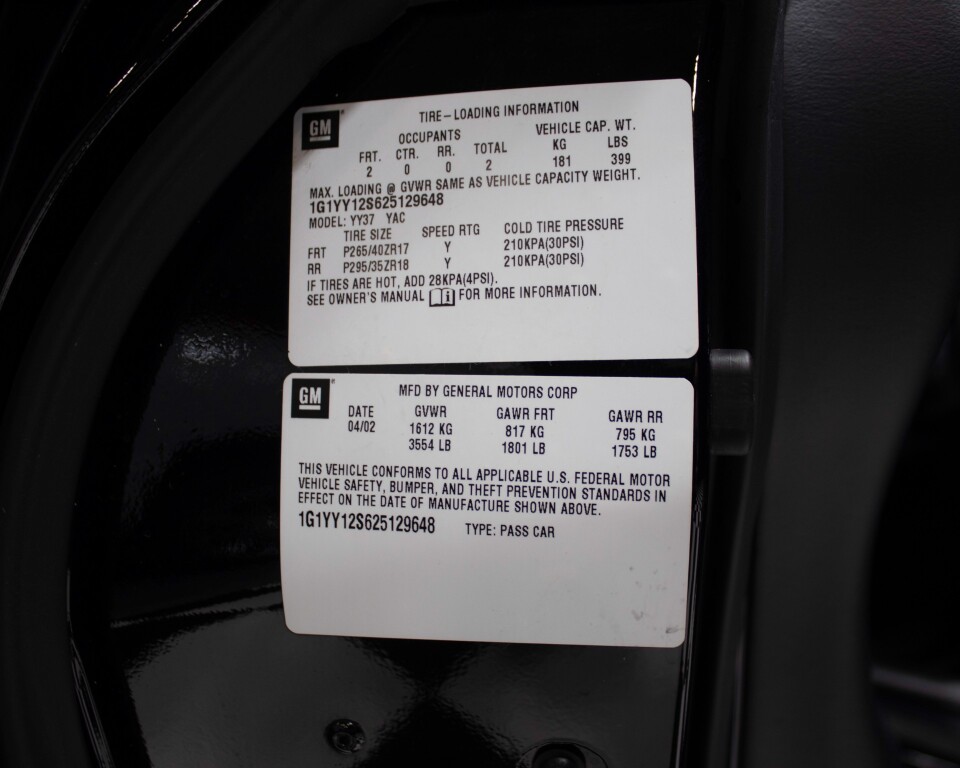 GM
TIRE – LOADING INFORMATION
OCCUPANTS VEHICLE CAP. WT.
FRT. CTR. RR. TOTAL KG LBS
2 0 0 2 181 399
MAX. LOADING @ GVWR SAME AS VEHICLE CAPACITY WEIGHT.
1G1YY12S625129648
MODEL: YY37 YAC
TIRE SIZE SPEED RTG COLD TIRE PRESSURE
FRT P265/40ZR17 Y 210KPA(30PSI)
RR P295/35ZR18 Y 210KPA(30PSI)
IF TIRES ARE HOT, ADD 28KPA(4PSI).
SEE OWNER'S MANUAL i FOR MORE INFORMATION.
GM
MFD BY GENERAL MOTORS CORP
DATE GVWR GAWR FRT GAWR RR
04/02 1612 KG 817 KG 795 KG
3554 LB 1801 LB 1753 LB
THIS VEHICLE CONFORMS TO ALL APPLICABLE U.S. FEDERAL MOTOR
VEHICLE SAFETY, BUMPER, AND THEFT PREVENTION STANDARDS IN
EFFECT ON THE DATE OF MANUFACTURE SHOWN ABOVE.
1G1YY12S625129648 TYPE: PASS CAR